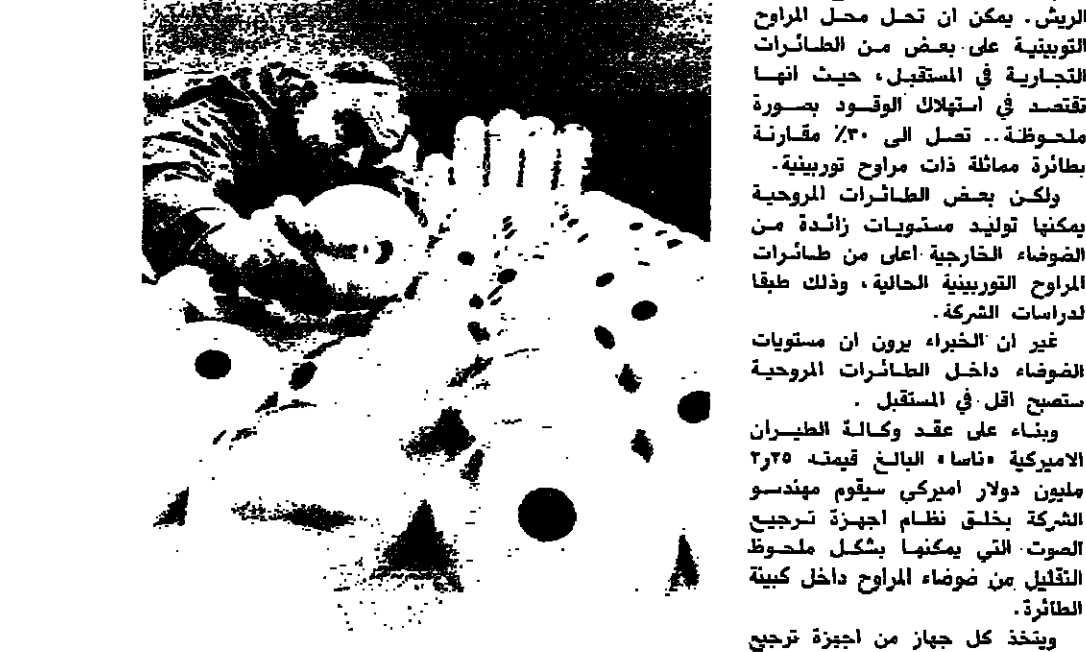 الريش. يمكن ان تحل محل المراوح
التوبينية على بعض من الطائرات
التجارية في المستقبل، حيث انها
تقتصد في استهلاك الوقود بصورة
ملحوظة.. تصل الى ٣٠٪ مقارنة
بطائرة مماثلة ذات مراوح توربينية.
ولكن بعض الطائرات المروحية
يمكنها توليد مستويات زائدة من
الضوضاء الخارجية اعلى من طائرات
المراوح التوربينية الحالية، وذلك طبقا
لدراسات الشركة.
غير ان الخبراء يرون ان مستويات
الضوضاء داخل الطائرات المروحية
ستصبح اقل في المستقبل .
وبناء على عقد وكالة الطيران
الاميركية «ناسا» البالغ قيمته ٢٫٢٥
مليون دولار اميركي سيقوم مهندسو
الشركة بخلق نظام اجهزة ترجيع
الصوت التي يمكنها بشكل ملحوظ
التقليل من ضوضاء المراوح داخل كبينة
الطائرة.
ويتخذ كل جهاز من اجهزة ترجيع